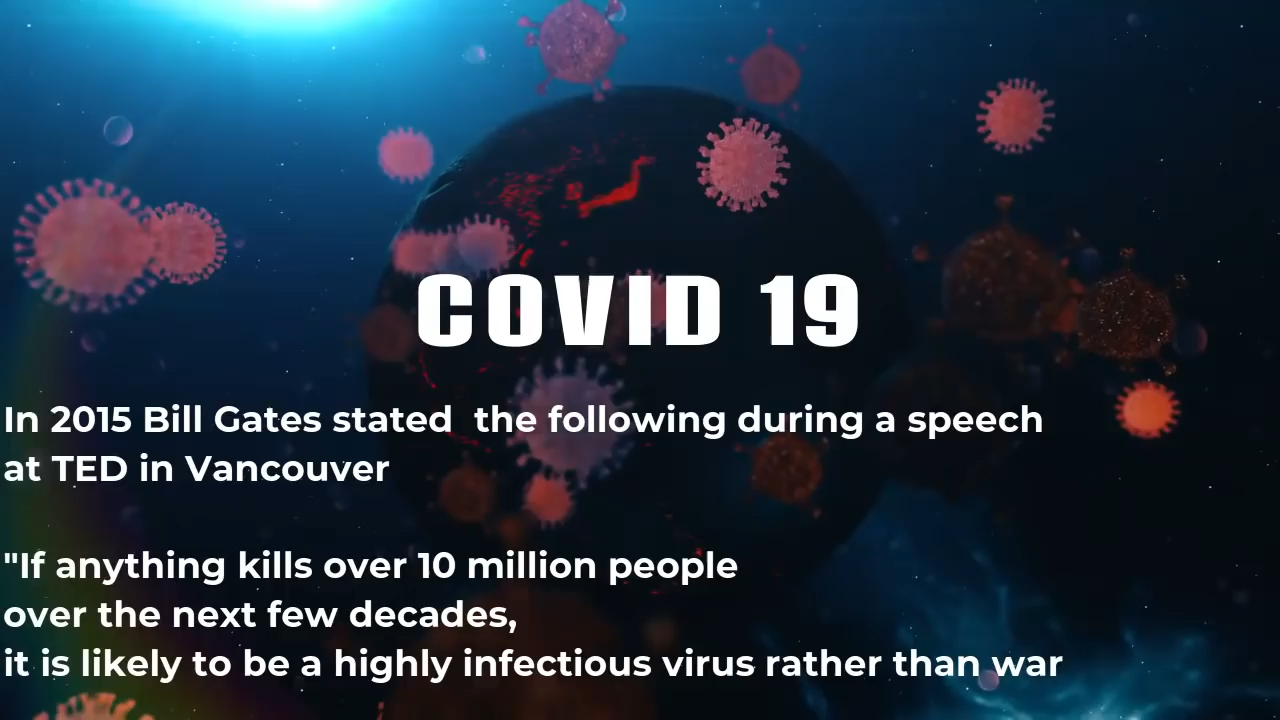 COVID 19
In 2015 Bill Gates stated  the following during a speech
at TED in Vancouver
"If anything kills over 10 million people
over the next few decades,
it is likely to be a highly infectious virus rather than war